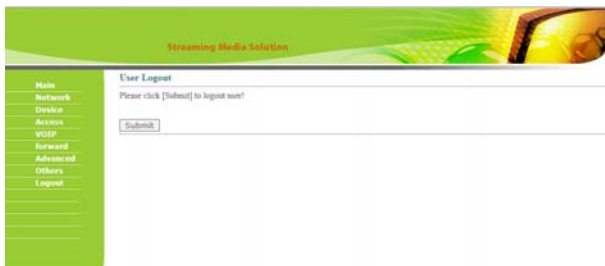 Streaming Media Solution
Main
Network
Device
Access
VOIP
forward
Advanced
Others
Logout
User Logout
Please click [Submit] to logout user!
Submit